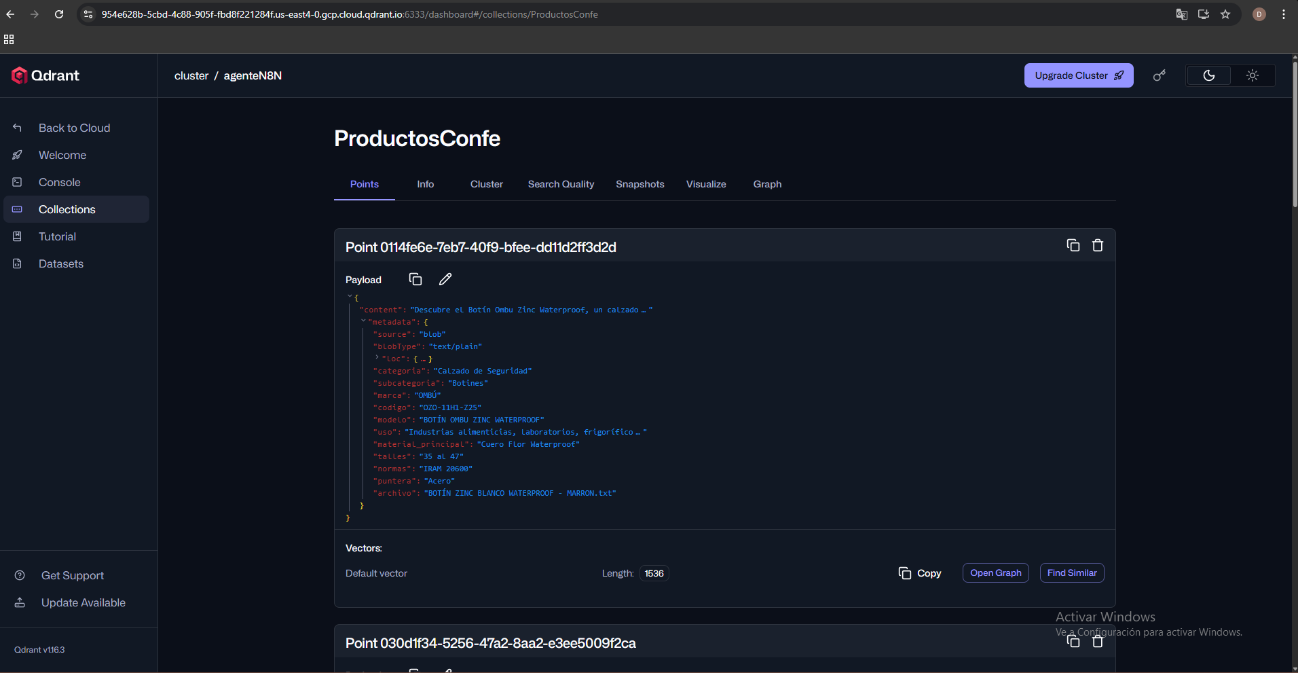 954e628b-5cbd-4c88-905f-fbd8f221284f.us-east4-0.gcp.cloud.qdrant.io:6333/dashboard#/collections/ProductosConfe
D
Qdrant
cluster / agenteN8N
Upgrade Cluster
Back to Cloud
Welcome
Console
Collections
Tutorial
Datasets
Get Support
Update Available
Qdrant v1.16.3
ProductosConfe
Points Info Cluster Search Quality Snapshots Visualize Graph
Point 0114fe6e-7eb7-40f9-bfee-dd11d2ff3d2d
Payload
{
"content": "Descubre el Botín Ombu Zinc Waterproof, un calzado …"
"metadata": {
"source": "blob"
"blobType": "text/plain"
"loc": { … }
"categoria": "Calzado de Seguridad"
"subcategoria": "Botines"
"marca": "OMBÚ"
"codigo": "OZO-11H1-Z25"
"modelo": "BOTÍN OMBU ZINC WATERPROOF"
"uso": "Industrias alimenticias, laboratorios, frigorífico…"
"material_principal": "Cuero Flor Waterproof"
"talles": "35 al 47"
"normas": "IRAM 20600"
"puntera": "Acero"
"archivo": "BOTÍN ZINC BLANCO WATERPROOF - MARRON.txt"
}
}
Vectors:
Default vector Length: 1536 Copy Open Graph Find Similar
Point 030d1f34-5256-47a2-8aa2-e3ee5009f2ca
Activar Windows
Ve a Configuración para activar Windows.